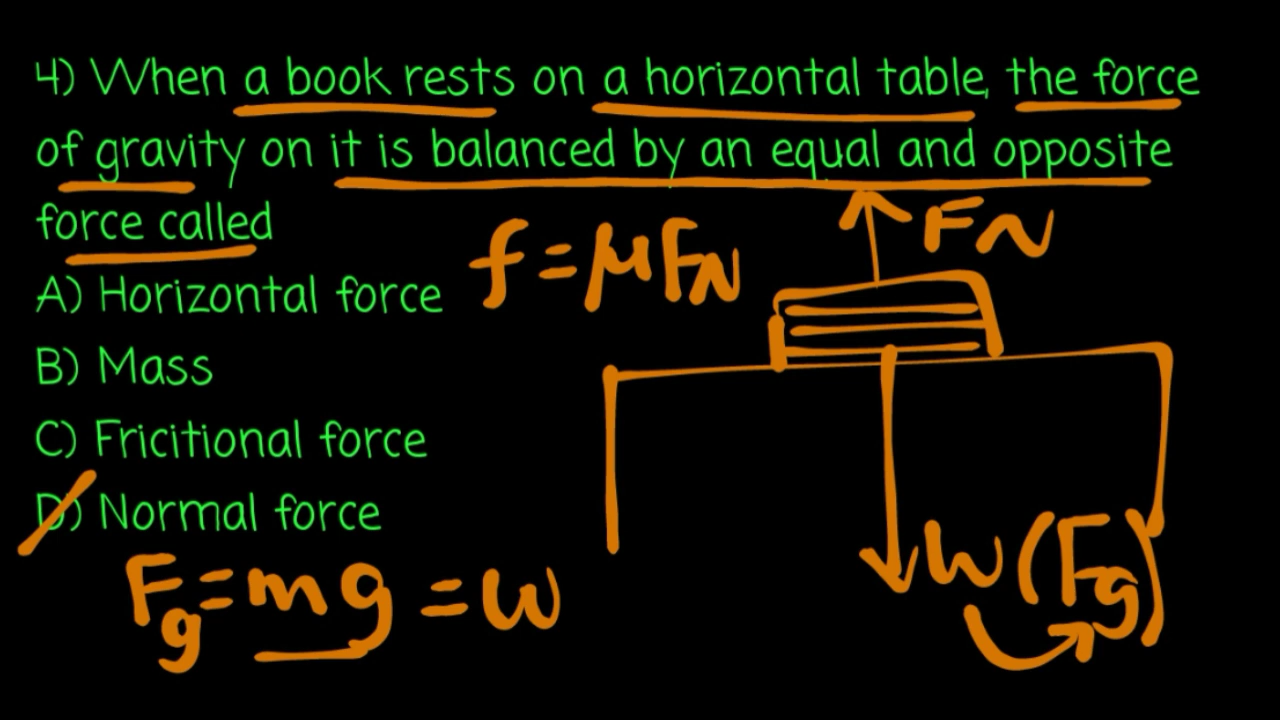 4) When a book rests on a horizontal table, the force
of gravity on it is balanced by an equal and opposite
force called
f=μFN
FN
A) Horizontal force
B) Mass
C) Fricitional force
D) Normal force
Fg=mg=W
W(Fg)